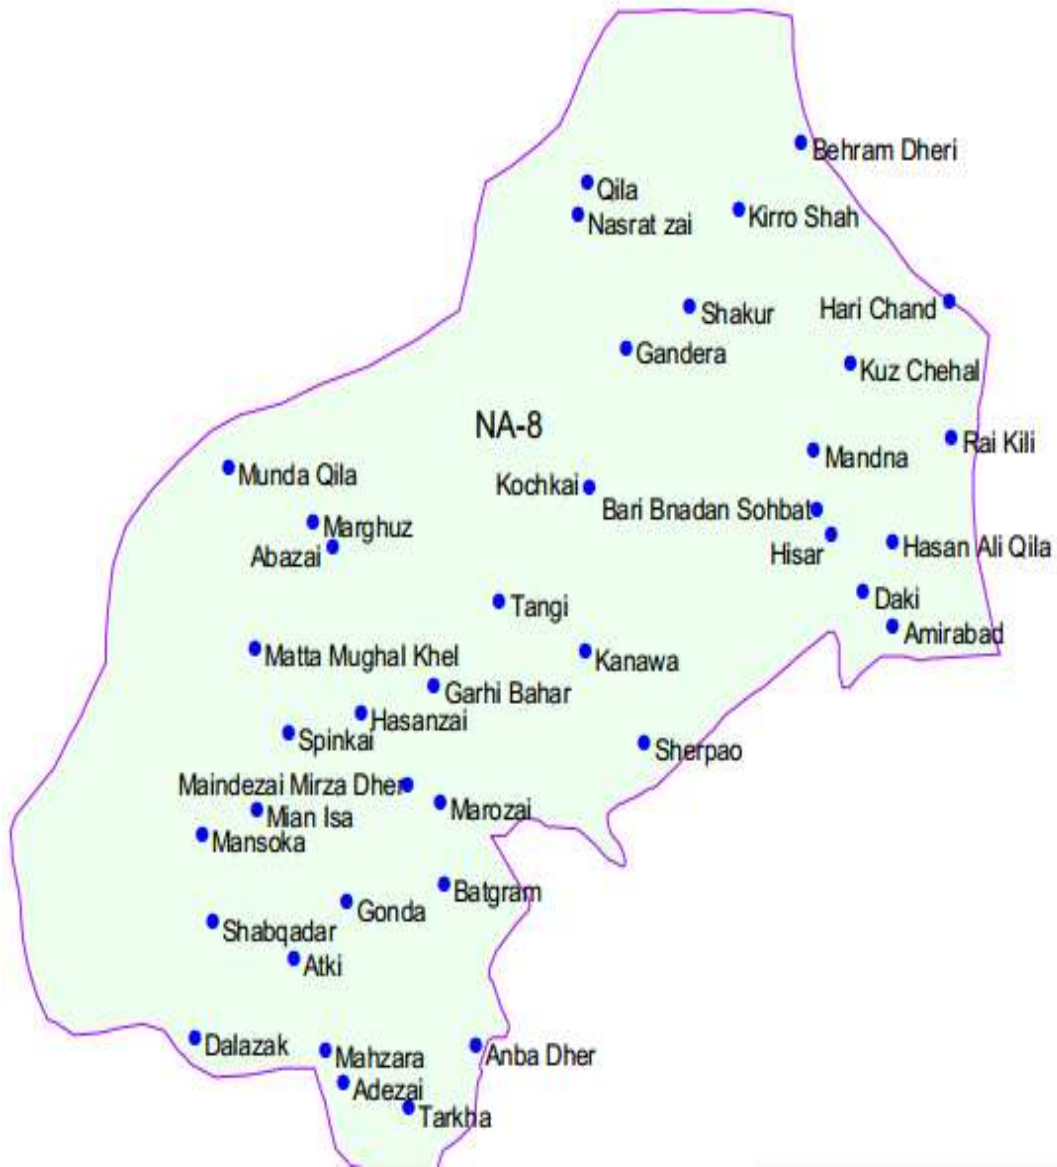 Behram Dheri
Qila
Kirro Shah
Nasrat zai
Hari Chand
Shakur
Gandera
Kuz Chehal
NA-8
Rai Kili
Mandna
Munda Qila
Kochkai
Bari Bnadan Sohbat
Marghuz
Hasan Ali Qila
Hisar
Abazai
Daki
Tangi
Amirabad
Matta Mughal Khel
Kanawa
Garhi Bahar
Hasanzai
Spinkai
Sherpao
Maindezai Mirza Dher
Marozai
Mian Isa
Mansoka
Batgram
Gonda
Shabqadar
Atki
Dalazak
Anba Dher
Mahzara
Adezai
Tarkha